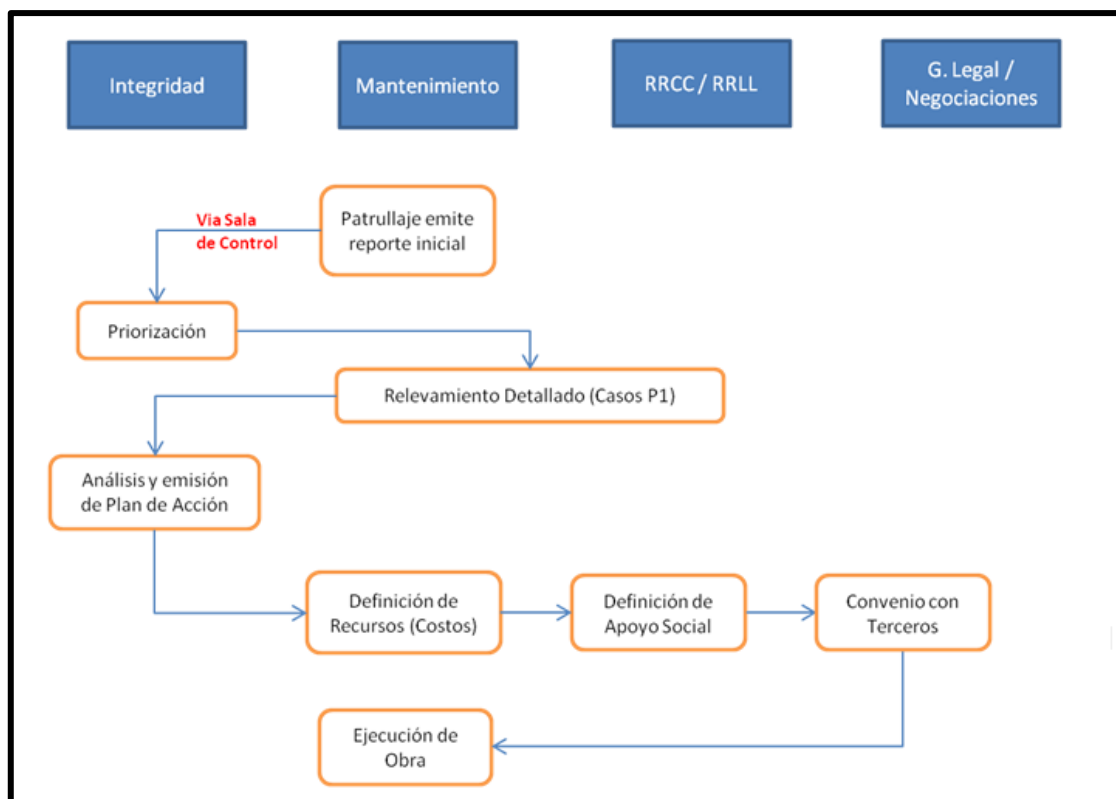 Integridad
Mantenimiento
RRCC / RRLL
G. Legal /
Negociaciones
Via Sala
de Control
Patrullaje emite
reporte inicial
Priorización
Relevamiento Detallado (Casos P1)
Análisis y emisión
de Plan de Acción
Definición de
Recursos (Costos)
Definición de
Apoyo Social
Convenio con
Terceros
Ejecución de
Obra